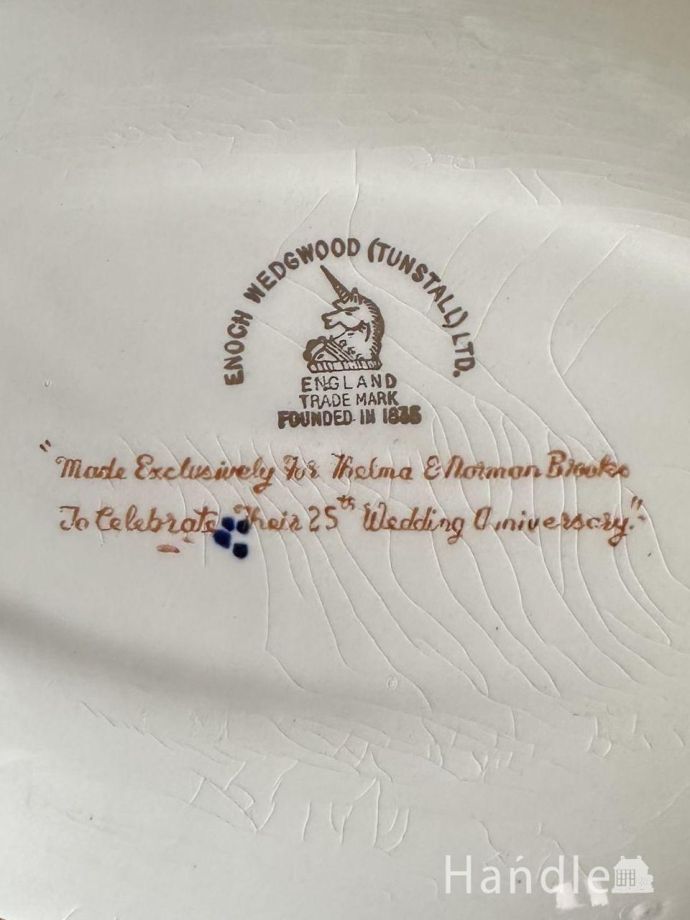 ENOCH WEDGWOOD (TUNSTALL) LTD.
ENGLAND
TRADE MARK
FOUNDED IN 1835
"Made Exclusively For Thelma & Norman Brooke
To Celebrate Their 25th Wedding Anniversary."
Handle